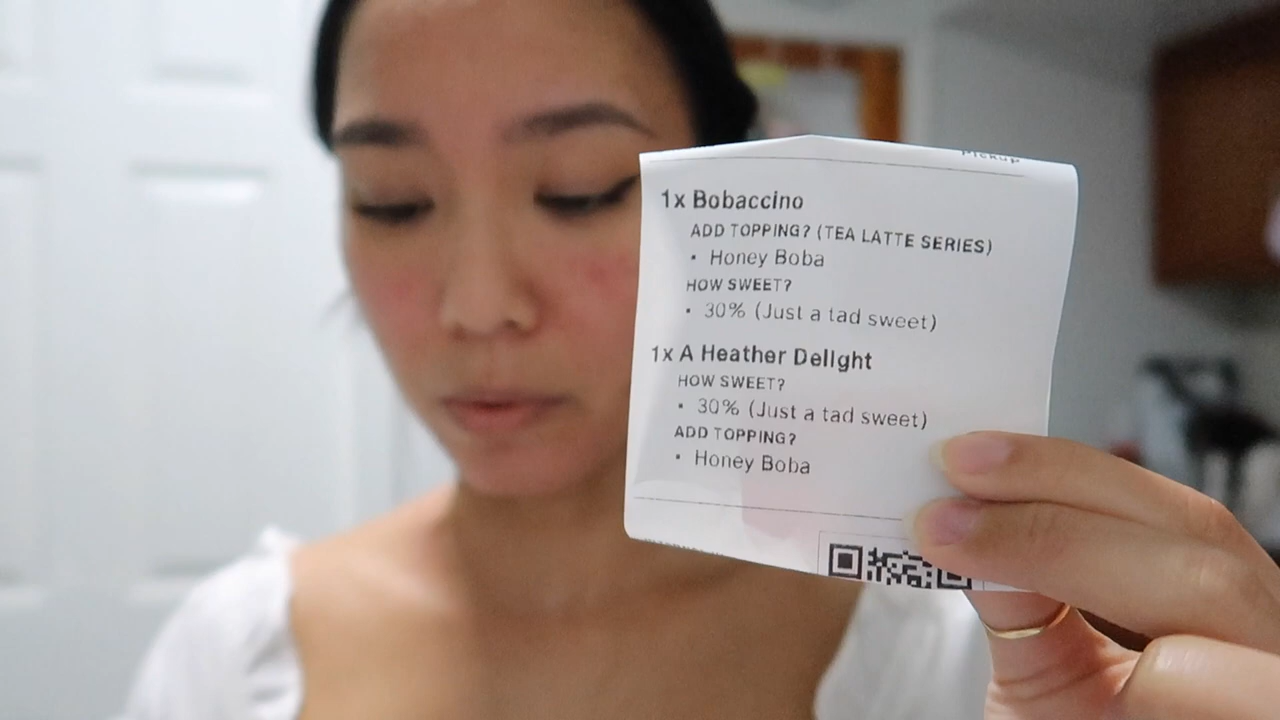 1x Bobaccino
ADD TOPPING? (TEA LATTE SERIES)
• Honey Boba
HOW SWEET?
• 30% (Just a tad sweet)
1x A Heather Delight
HOW SWEET?
• 30% (Just a tad sweet)
ADD TOPPING?
• Honey Boba